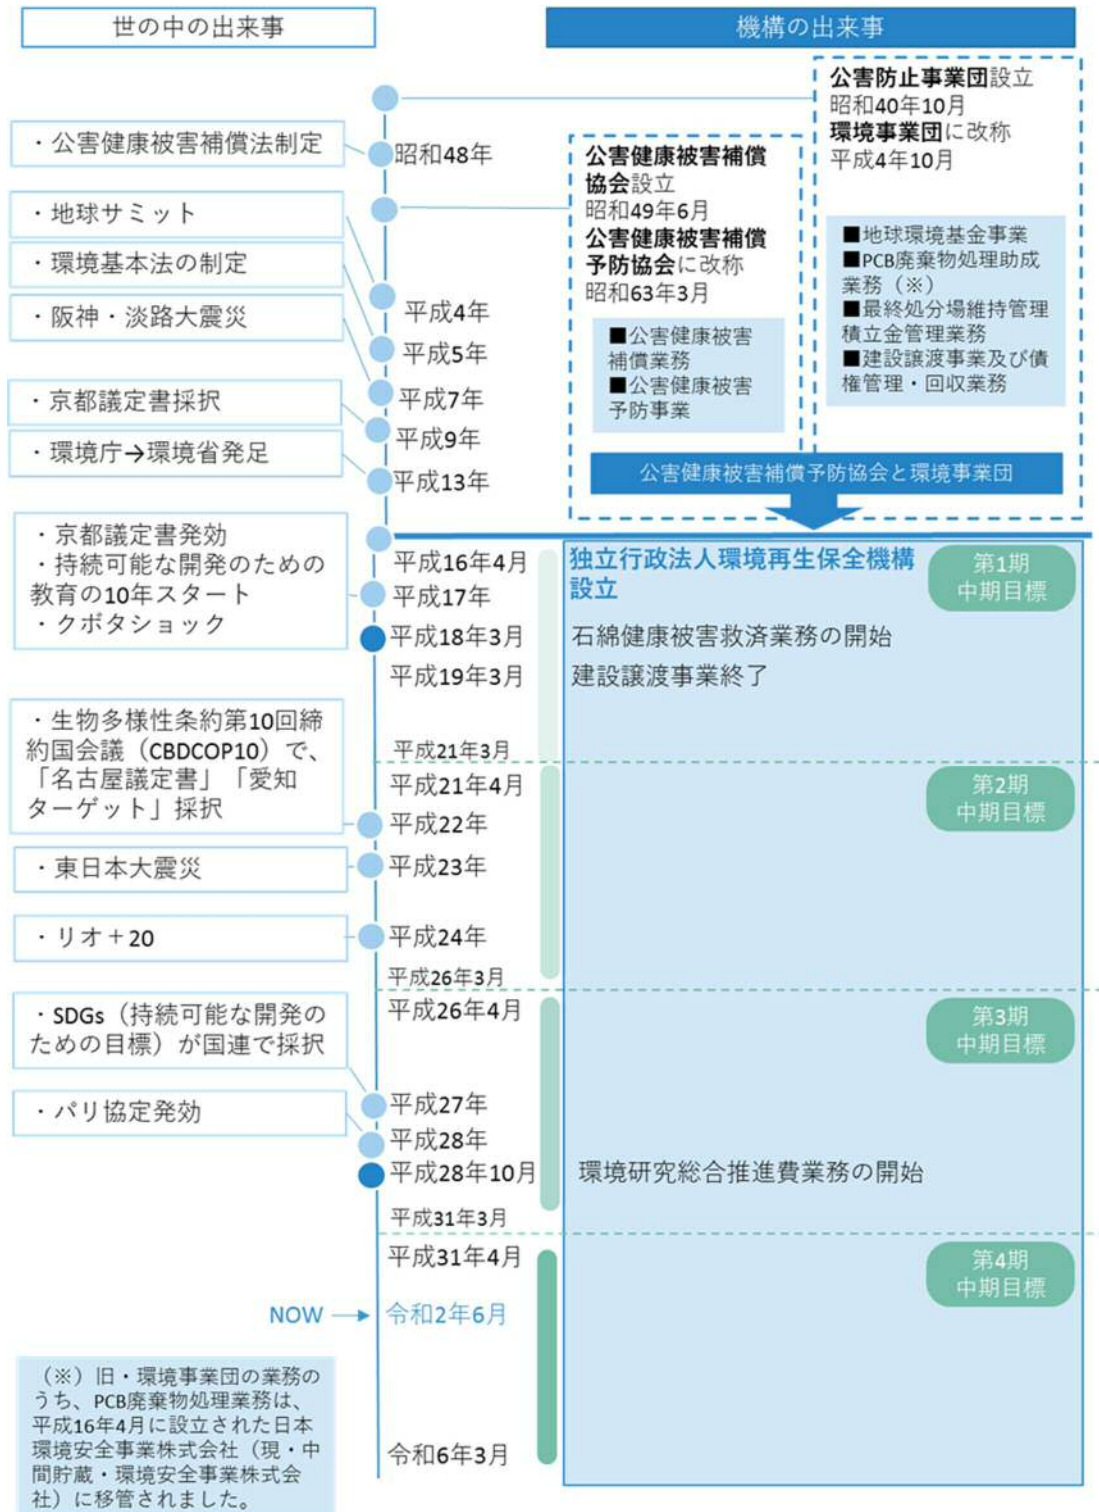 世の中の出来事
機構の出来事
公害防止事業団設立
昭和40年10月
環境事業団に改称
平成4年10月
■地球環境基金事業
■PCB廃棄物処理助成
業務（※）
■最終処分場維持管理
積立金管理業務
■建設譲渡事業及び債
権管理・回収業務
公害健康被害補償
協会設立
昭和49年6月
公害健康被害補償
予防協会に改称
昭和63年3月
■公害健康被害
補償業務
■公害健康被害
予防事業
公害健康被害補償予防協会と環境事業団
・公害健康被害補償法制定
昭和48年
・地球サミット
平成4年
・環境基本法の制定
平成5年
・阪神・淡路大震災
平成7年
・京都議定書採択
平成9年
・環境庁→環境省発足
平成13年
平成16年4月
独立行政法人環境再生保全機構
設立
第1期
中期目標
・京都議定書発効
・持続可能な開発のための
教育の10年スタート
・クボタショック
平成17年
平成18年3月
石綿健康被害救済業務の開始
平成19年3月
建設譲渡事業終了
平成21年3月
平成21年4月
第2期
中期目標
・生物多様性条約第10回締
約国会議（CBDCOP10）で、
「名古屋議定書」「愛知
ターゲット」採択
平成22年
・東日本大震災
平成23年
・リオ＋20
平成24年
平成26年3月
平成26年4月
第3期
中期目標
・SDGs（持続可能な開発の
ための目標）が国連で採択
平成27年
・パリ協定発効
平成28年
平成28年10月
環境研究総合推進費業務の開始
平成31年3月
平成31年4月
第4期
中期目標
NOW
令和2年6月
令和6年3月
（※）旧・環境事業団の業務の
うち、PCB廃棄物処理業務は、
平成16年4月に設立された日本
環境安全事業株式会社（現・中
間貯蔵・環境安全事業株式会
社）に移管されました。